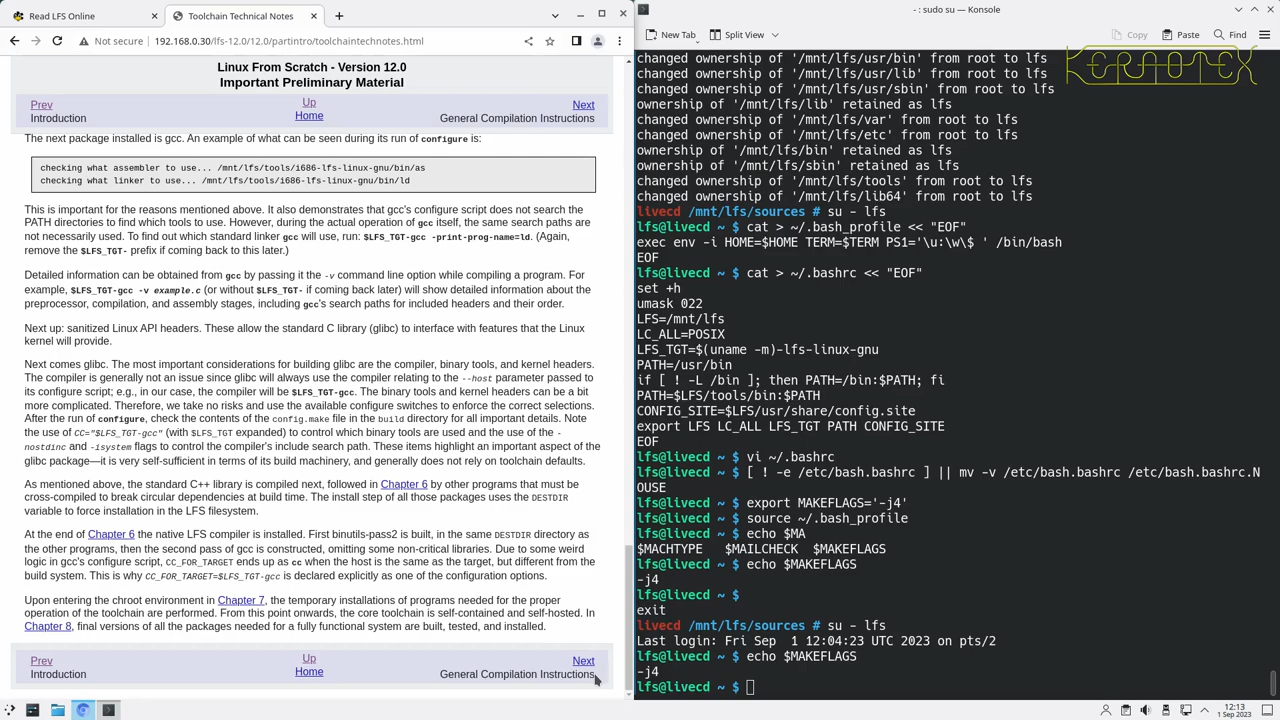 Read LFS Online
Toolchain Technical Notes
Not secure
192.168.0.30/lfs-12.0/12.0/partintro/toolchaintechnotes.html
Linux From Scratch - Version 12.0
Important Preliminary Material
Prev
Up
Next
Introduction
Home
General Compilation Instructions
The next package installed is gcc. An example of what can be seen during its run of configure is:
checking what assembler to use... /mnt/lfs/tools/i686-lfs-linux-gnu/bin/as
checking what linker to use... /mnt/lfs/tools/i686-lfs-linux-gnu/bin/ld
This is important for the reasons mentioned above. It also demonstrates that gcc's configure script does not search the
PATH directories to find which tools to use. However, during the actual operation of gcc itself, the same search paths are
not necessarily used. To find out which standard linker gcc will use, run: $LFS_TGT-gcc -print-prog-name=ld. (Again,
remove the $LFS_TGT- prefix if coming back to this later.)
Detailed information can be obtained from gcc by passing it the -v command line option while compiling a program. For
example, $LFS_TGT-gcc -v example.c (or without $LFS_TGT- if coming back later) will show detailed information about the
preprocessor, compilation, and assembly stages, including gcc's search paths for included headers and their order.
Next up: sanitized Linux API headers. These allow the standard C library (glibc) to interface with features that the Linux
kernel will provide.
Next comes glibc. The most important considerations for building glibc are the compiler, binary tools, and kernel headers.
The compiler is generally not an issue since glibc will always use the compiler relating to the --host parameter passed to
its configure script; e.g., in our case, the compiler will be $LFS_TGT-gcc. The binary tools and kernel headers can be a bit
more complicated. Therefore, we take no risks and use the available configure switches to enforce the correct selections.
After the run of configure, check the contents of the config.make file in the build directory for all important details. Note
the use of CC="$LFS_TGT-gcc" (with $LFS_TGT expanded) to control which binary tools are used and the use of the -
nostdinc and -isystem flags to control the compiler's include search path. These items highlight an important aspect of the
glibc package—it is very self-sufficient in terms of its build machinery, and generally does not rely on toolchain defaults.
As mentioned above, the standard C++ library is compiled next, followed in Chapter 6 by other programs that must be
cross-compiled to break circular dependencies at build time. The install step of all those packages uses the DESTDIR
variable to force installation in the LFS filesystem.
At the end of Chapter 6 the native LFS compiler is installed. First binutils-pass2 is built, in the same DESTDIR directory as
the other programs, then the second pass of gcc is constructed, omitting some non-critical libraries. Due to some weird
logic in gcc's configure script, CC_FOR_TARGET ends up as cc when the host is the same as the target, but different from the
build system. This is why CC_FOR_TARGET=$LFS_TGT-gcc is declared explicitly as one of the configuration options.
Upon entering the chroot environment in Chapter 7, the temporary installations of programs needed for the proper
operation of the toolchain are performed. From this point onwards, the core toolchain is self-contained and self-hosted. In
Chapter 8, final versions of all the packages needed for a fully functional system are built, tested, and installed.
Prev
Up
Next
Introduction
Home
General Compilation Instructions
- : sudo su — Konsole
New Tab
Split View
Copy
Paste
Find
KERNOTEX
changed ownership of '/mnt/lfs/usr/bin' from root to lfs
changed ownership of '/mnt/lfs/usr/lib' from root to lfs
changed ownership of '/mnt/lfs/usr/sbin' from root to lfs
ownership of '/mnt/lfs/lib' retained as lfs
changed ownership of '/mnt/lfs/var' from root to lfs
changed ownership of '/mnt/lfs/etc' from root to lfs
ownership of '/mnt/lfs/bin' retained as lfs
ownership of '/mnt/lfs/sbin' retained as lfs
changed ownership of '/mnt/lfs/tools' from root to lfs
changed ownership of '/mnt/lfs/lib64' from root to lfs
livecd /mnt/lfs/sources # su - lfs
lfs@livecd ~ $ cat > ~/.bash_profile << "EOF"
exec env -i HOME=$HOME TERM=$TERM PS1='\u:\w\$ ' /bin/bash
EOF
lfs@livecd ~ $ cat > ~/.bashrc << "EOF"
set +h
umask 022
LFS=/mnt/lfs
LC_ALL=POSIX
LFS_TGT=$(uname -m)-lfs-linux-gnu
PATH=/usr/bin
if [ ! -L /bin ]; then PATH=/bin:$PATH; fi
PATH=$LFS/tools/bin:$PATH
CONFIG_SITE=$LFS/usr/share/config.site
export LFS LC_ALL LFS_TGT PATH CONFIG_SITE
EOF
lfs@livecd ~ $ vi ~/.bashrc
lfs@livecd ~ $ [ ! -e /etc/bash.bashrc ] || mv -v /etc/bash.bashrc /etc/bash.bashrc.N
OUSE
lfs@livecd ~ $ export MAKEFLAGS='-j4'
lfs@livecd ~ $ source ~/.bash_profile
lfs@livecd ~ $ echo $MA
$MACHTYPE $MAILCHECK $MAKEFLAGS
lfs@livecd ~ $ echo $MAKEFLAGS
-j4
lfs@livecd ~ $
exit
livecd /mnt/lfs/sources # su - lfs
Last login: Fri Sep  1 12:04:23 UTC 2023 on pts/2
lfs@livecd ~ $ echo $MAKEFLAGS
-j4
lfs@livecd ~ $
12:13
1 Sep 2023